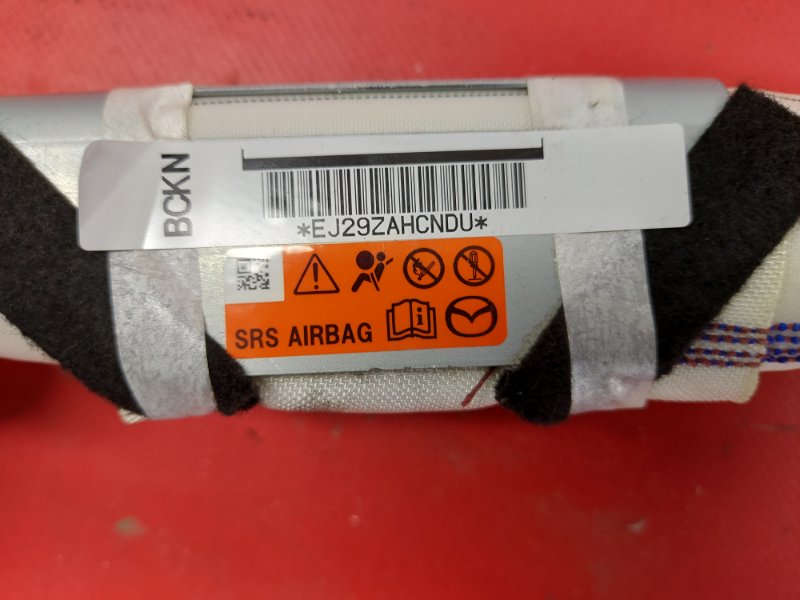 BCKN
*EJ29ZAHCNDU*
SRS AIRBAG